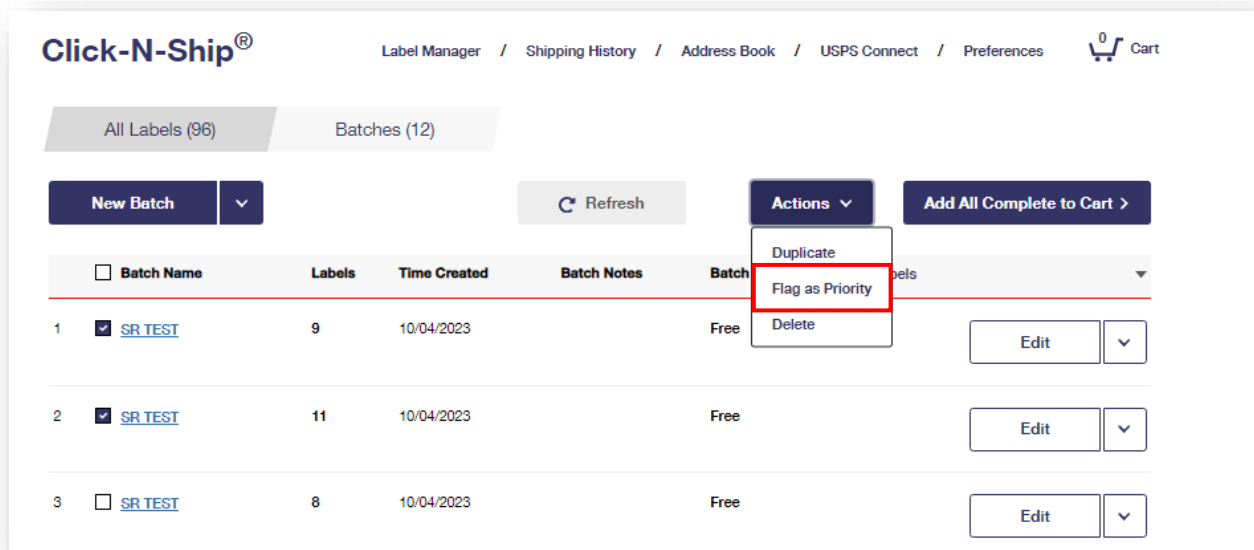 Click-N-Ship®
Label Manager / Shipping History / Address Book / USPS Connect / Preferences 0 Cart
All Labels (96) Batches (12)
New Batch Refresh Actions Add All Complete to Cart >
Duplicate
Flag as Priority
Delete
Batch Name Labels Time Created Batch Notes Batch
1 SR TEST 9 10/04/2023 Free Edit
2 SR TEST 11 10/04/2023 Free Edit
3 SR TEST 8 10/04/2023 Free Edit